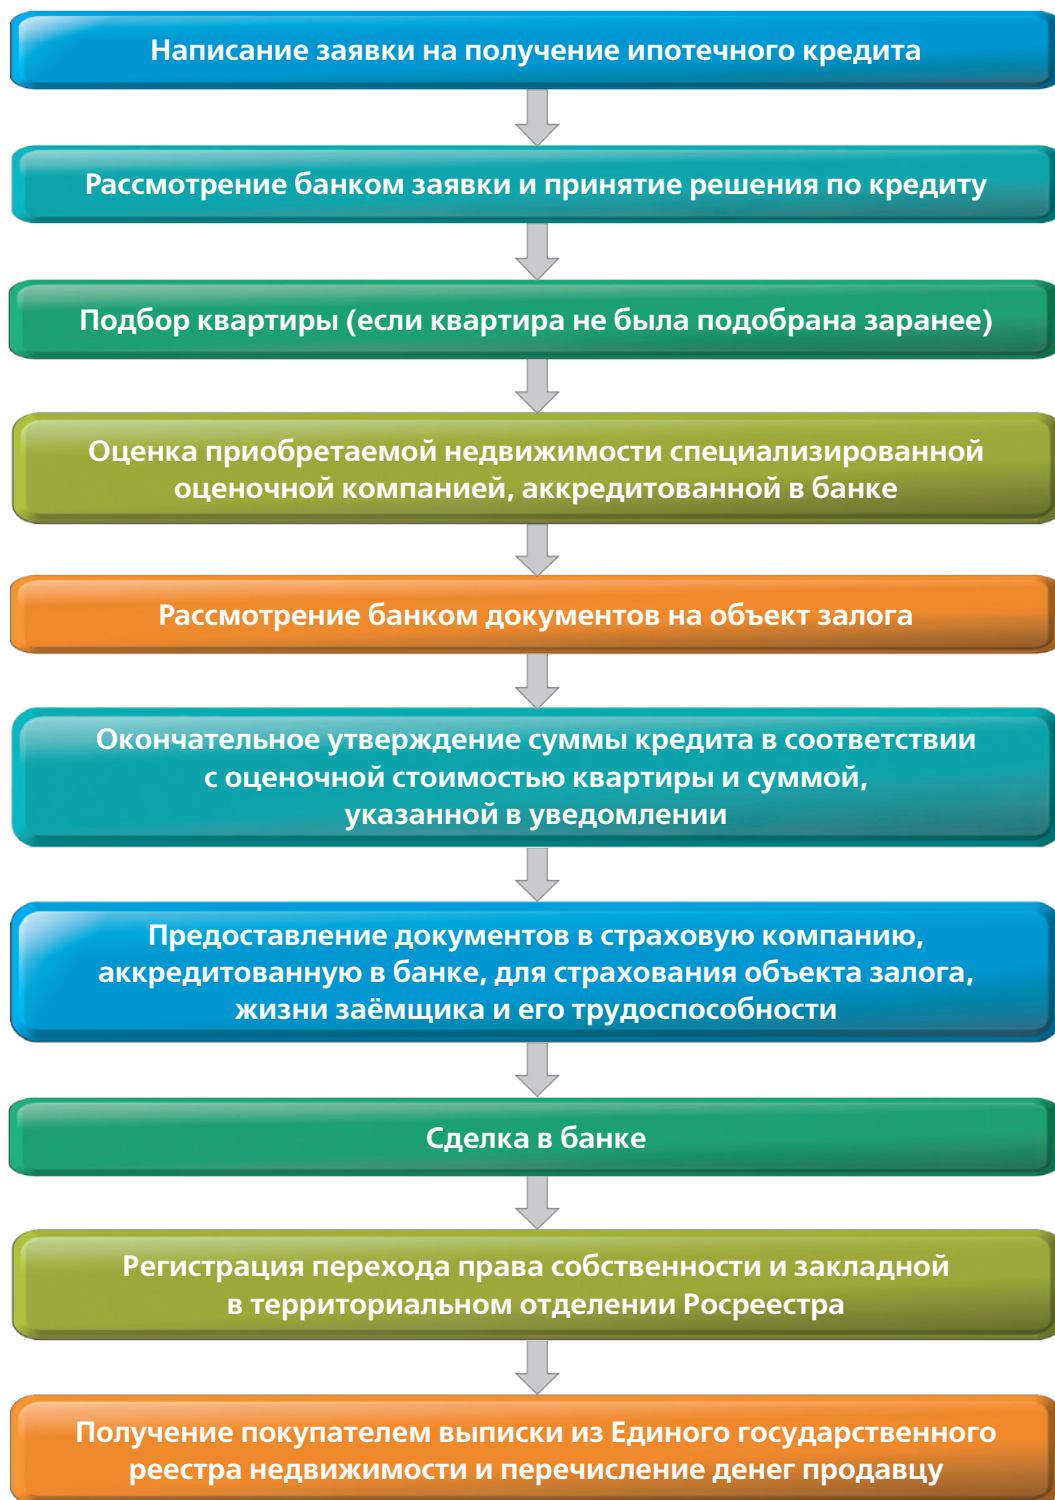 Написание заявки на получение ипотечного кредита
Рассмотрение банком заявки и принятие решения по кредиту
Подбор квартиры (если квартира не была подобрана заранее)
Оценка приобретаемой недвижимости специализированной
оценочной компанией, аккредитованной в банке
Рассмотрение банком документов на объект залога
Окончательное утверждение суммы кредита в соответствии
с оценочной стоимостью квартиры и суммой,
указанной в уведомлении
Предоставление документов в страховую компанию,
аккредитованную в банке, для страхования объекта залога,
жизни заёмщика и его трудоспособности
Сделка в банке
Регистрация перехода права собственности и закладной
в территориальном отделении Росреестра
Получение покупателем выписки из Единого государственного
реестра недвижимости и перечисление денег продавцу